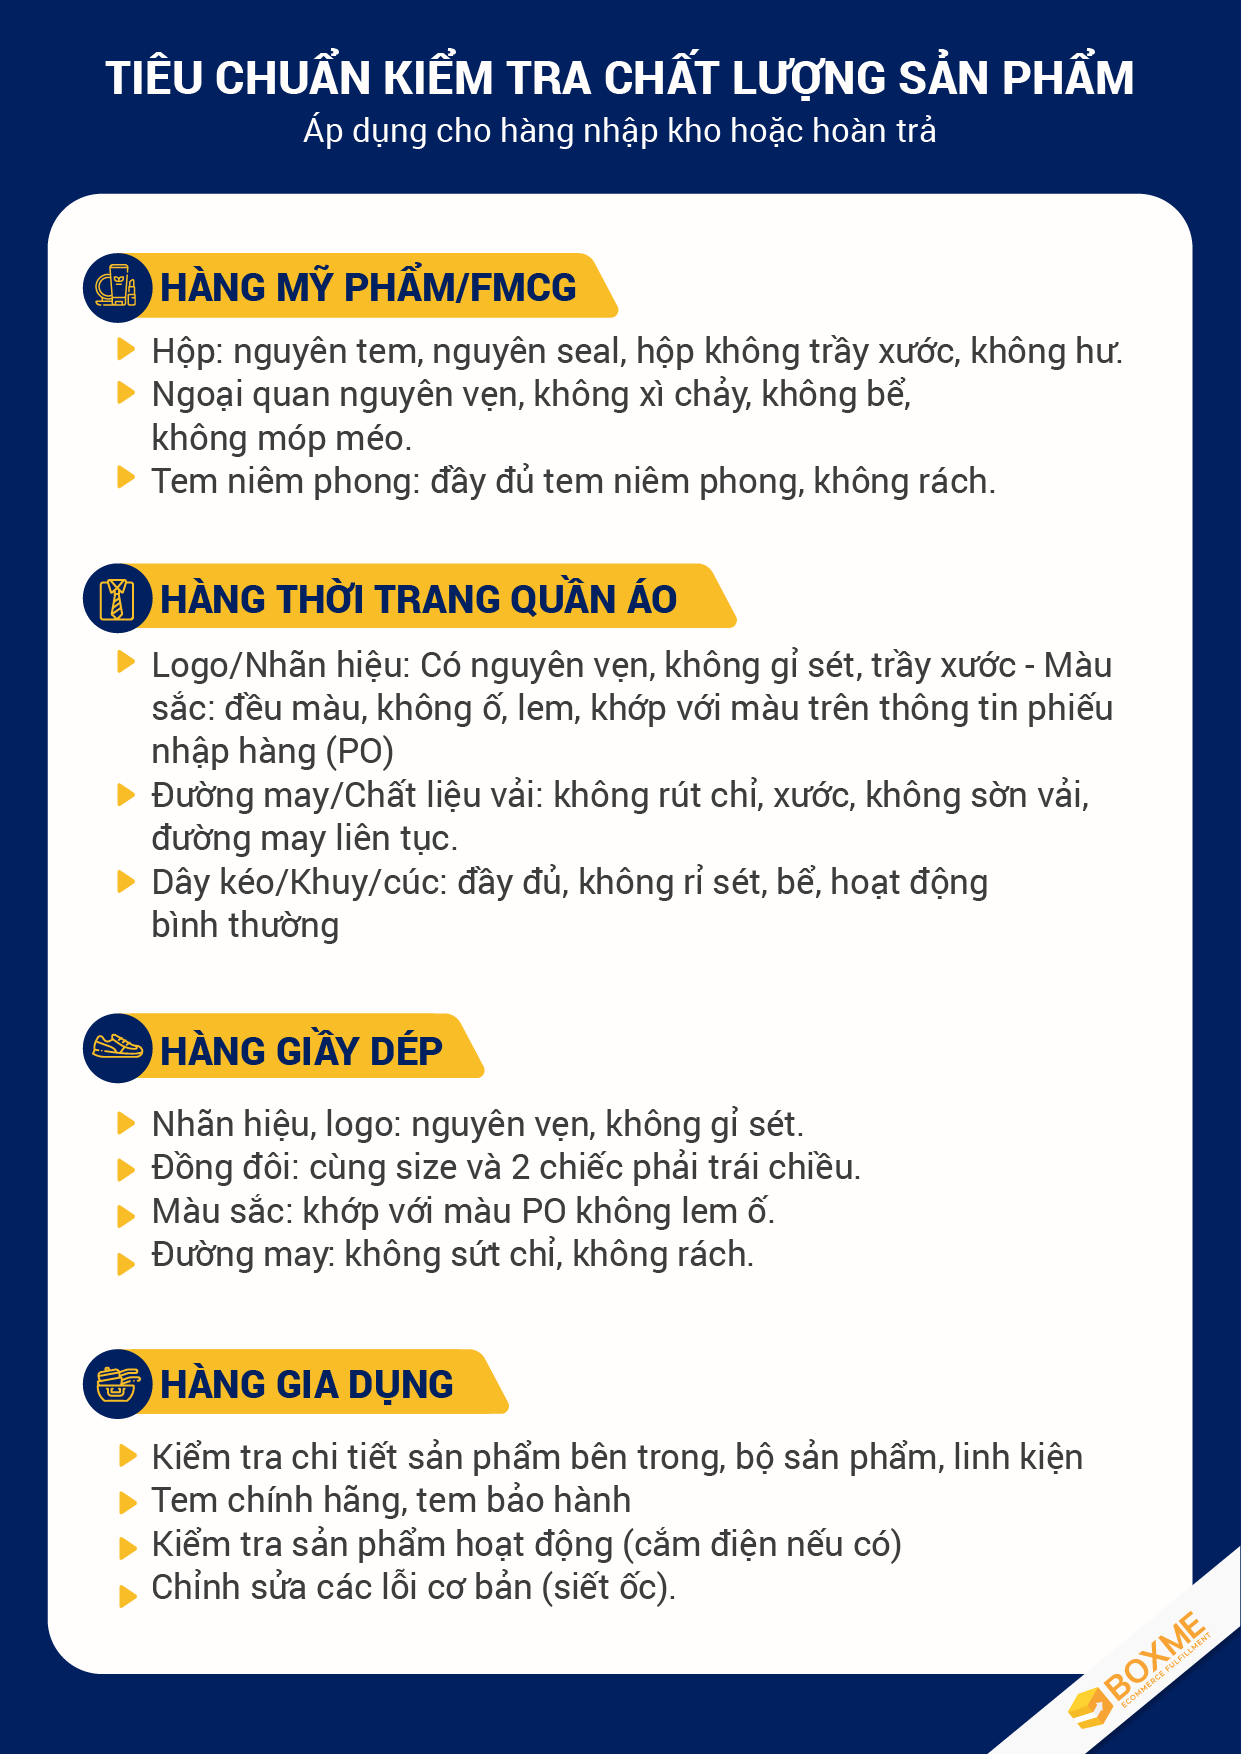 TIÊU CHUẨN KIỂM TRA CHẤT LƯỢNG SẢN PHẨM
Áp dụng cho hàng nhập kho hoặc hoàn trả
HÀNG MỸ PHẨM/FMCG
Hộp: nguyên tem, nguyên seal, hộp không trầy xước, không hư.
Ngoại quan nguyên vẹn, không xì chảy, không bể,
không móp méo.
Tem niêm phong: đầy đủ tem niêm phong, không rách.
HÀNG THỜI TRANG QUẦN ÁO
Logo/Nhãn hiệu: Có nguyên vẹn, không gỉ sét, trầy xước - Màu
sắc: đều màu, không ố, lem, khớp với màu trên thông tin phiếu
nhập hàng (PO)
Đường may/Chất liệu vải: không rút chỉ, xước, không sờn vải,
đường may liên tục.
Dây kéo/Khuy/cúc: đầy đủ, không rỉ sét, bể, hoạt động
bình thường
HÀNG GIẦY DÉP
Nhãn hiệu, logo: nguyên vẹn, không gỉ sét.
Đồng đôi: cùng size và 2 chiếc phải trái chiều.
Màu sắc: khớp với màu PO không lem ố.
Đường may: không sứt chỉ, không rách.
HÀNG GIA DỤNG
Kiểm tra chi tiết sản phẩm bên trong, bộ sản phẩm, linh kiện
Tem chính hãng, tem bảo hành
Kiểm tra sản phẩm hoạt động (cắm điện nếu có)
Chỉnh sửa các lỗi cơ bản (siết ốc).
BOXME
ECOMMERCE FULFILLMENT